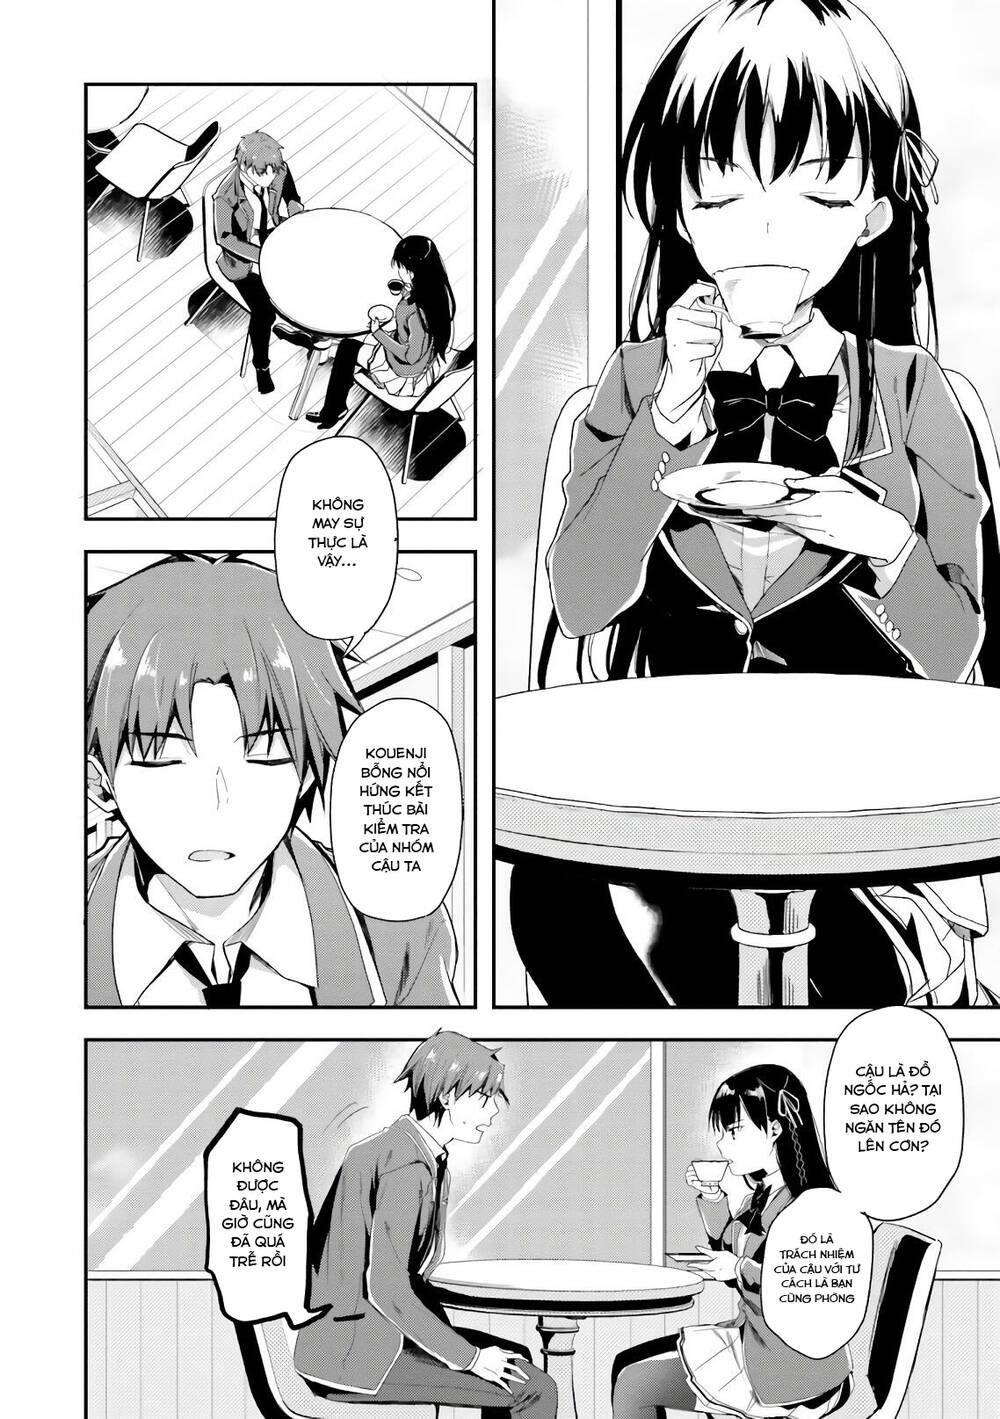 KHÔNG
MAY SỰ
THỰC LÀ
VẬY...
KOUENJI
BỖNG NỔI
HỨNG KẾT
THÚC BÀI
KIỂM TRA
CỦA NHÓM
CẬU TA
CẬU LÀ ĐỒ
NGỐC HẢ? TẠI
SAO KHÔNG
NGĂN TÊN ĐÓ
LÊN CƠN?
ĐÓ LÀ
TRÁCH NHIỆM
CỦA CẬU VỚI TƯ
CÁCH LÀ BẠN
CÙNG PHÒNG
KHÔNG
ĐƯỢC
ĐÂU, MÀ
GIỜ CŨNG
ĐÃ QUÁ
TRỄ RỒI